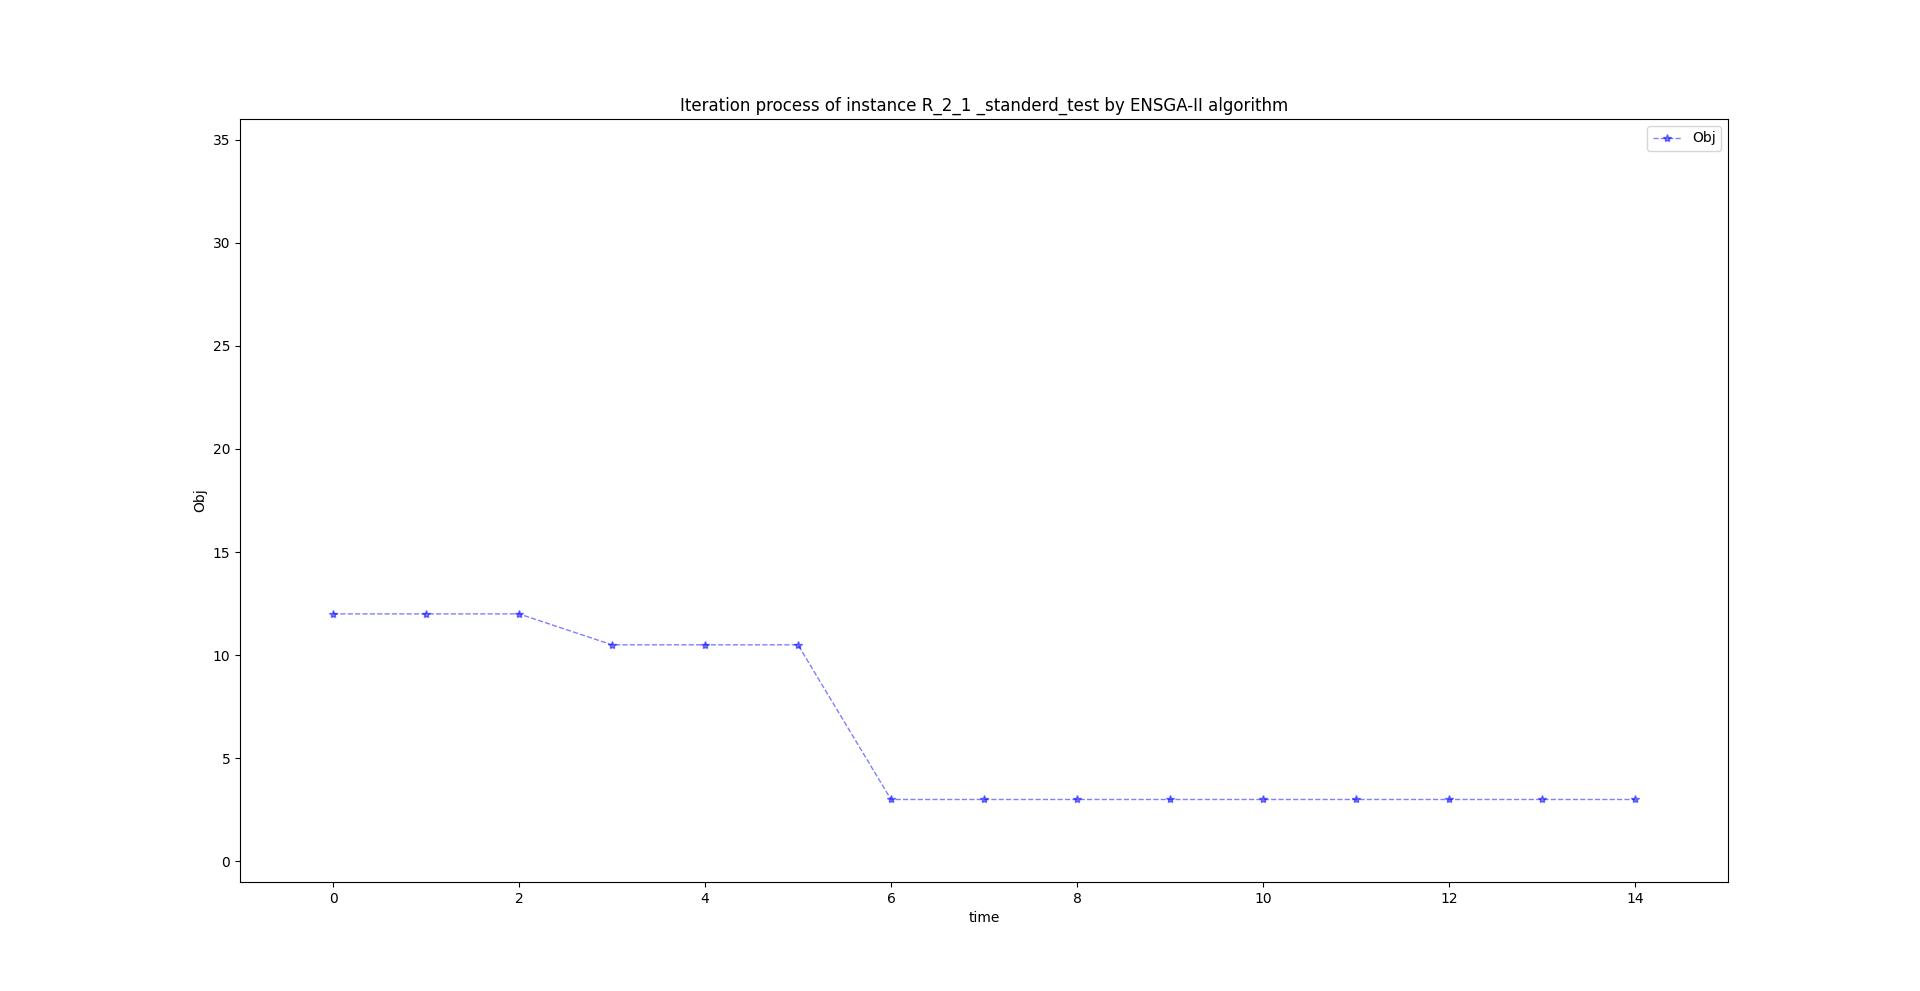 Iteration process of instance R_2_1 _standerd_test by ENSGA-II algorithm
Obj
35
30
25
20
15
10
5
0
Obj
0 2 4 6 8 10 12 14
time